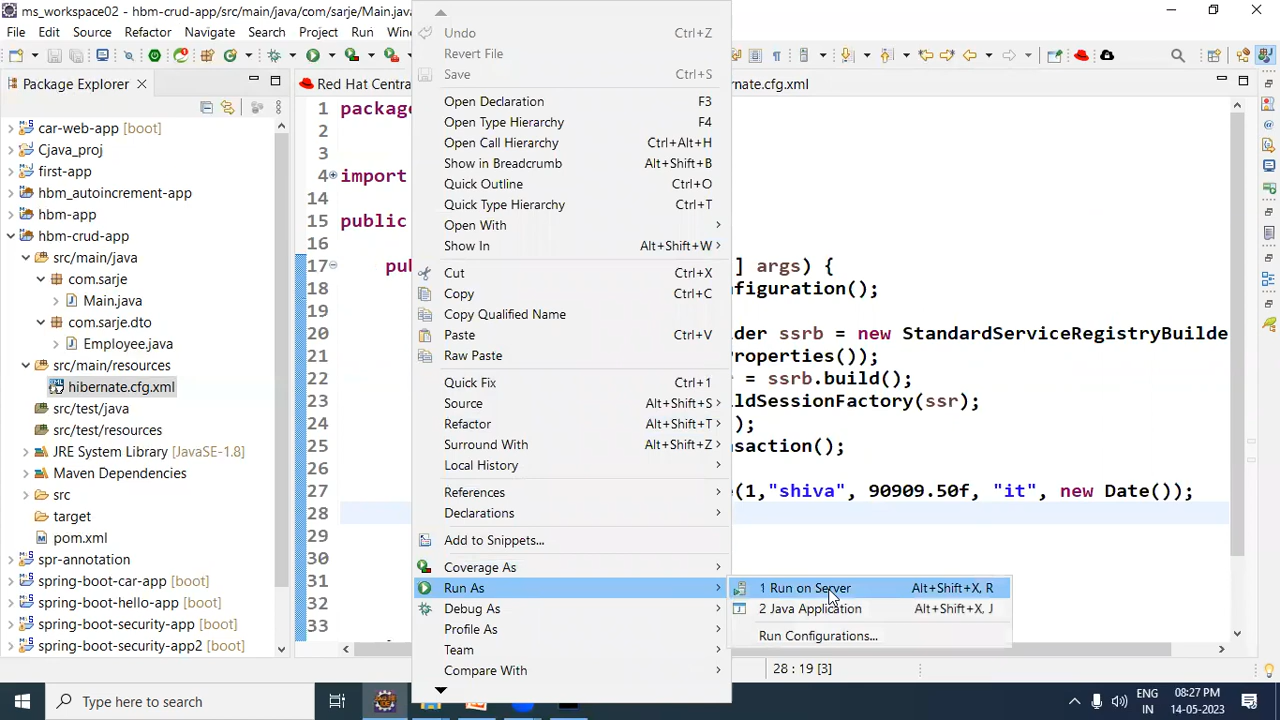 ms_workspace02 - hbm-crud-app/src/main/java/com/sarje/Main.java
File Edit Source Refactor Navigate Search Project Run
Package Explorer
Red Hat Centra
nate.cfg.xml
car-web-app [boot]
Cjava_proj
first-app
hbm_autoincrement-app
hbm-app
hbm-crud-app
src/main/java
com.sarje
Main.java
com.sarje.dto
Employee.java
src/main/resources
hibernate.cfg.xml
src/test/java
src/test/resources
JRE System Library [JavaSE-1.8]
Maven Dependencies
src
target
pom.xml
spr-annotation
spring-boot-car-app [boot]
spring-boot-hello-app [boot]
spring-boot-security-app [boot]
spring-boot-security-app2 [boot]
1 package
2
3
4 import
14
15 public
16
17 pub ] args) {
18 figuration();
19
20 der ssrb = new StandardServiceRegistryBuilde
21 Properties());
22 r = ssrb.build();
23 ldSessionFactory(ssr);
24 );
25 nsaction();
26
27 e(1,"shiva", 90909.50f, "it", new Date());
28
29
30
31
32
33
Undo Ctrl+Z
Revert File
Save Ctrl+S
Open Declaration F3
Open Type Hierarchy F4
Open Call Hierarchy Ctrl+Alt+H
Show in Breadcrumb Alt+Shift+B
Quick Outline Ctrl+O
Quick Type Hierarchy Ctrl+T
Open With
Show In Alt+Shift+W
Cut Ctrl+X
Copy Ctrl+C
Copy Qualified Name
Paste Ctrl+V
Raw Paste
Quick Fix Ctrl+1
Source Alt+Shift+S
Refactor Alt+Shift+T
Surround With Alt+Shift+Z
Local History
References
Declarations
Add to Snippets...
Coverage As
Run As
Debug As
Profile As
Team
Compare With
1 Run on Server Alt+Shift+X, R
2 Java Application Alt+Shift+X, J
Run Configurations...
28 : 19 [3]
Type here to search
ENG
IN
08:27 PM
14-05-2023